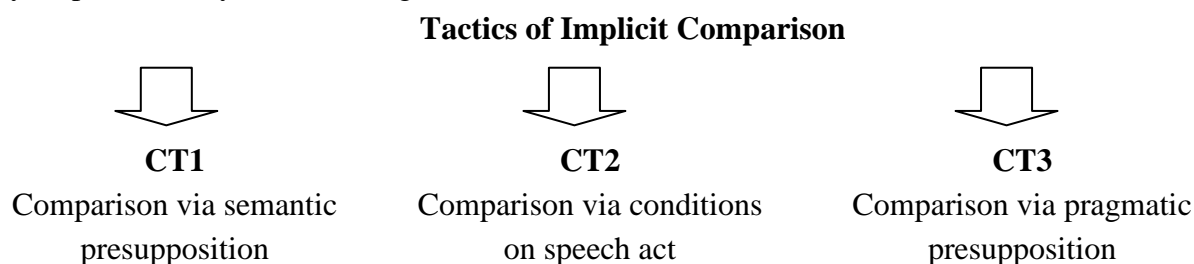 Tactics of Implicit Comparison
CT1
CT2
CT3
Comparison via semantic
presupposition
Comparison via conditions
on speech act
Comparison via pragmatic
presupposition